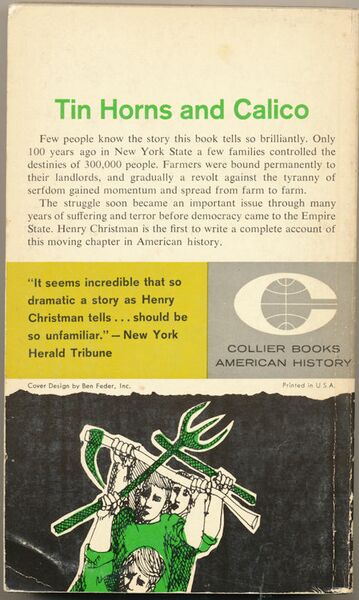 Tin Horns and Calico
Few people know the story this book tells so brilliantly. Only
100 years ago in New York State a few families controlled the
destinies of 300,000 people. Farmers were bound permanently to
their landlords, and gradually a revolt against the tyranny of
serfdom gained momentum and spread from farm to farm.
The struggle soon became an important issue through many
years of suffering and terror before democracy came to the Empire
State. Henry Christman is the first to write a complete account of
this moving chapter in American history.
"It seems incredible that so
dramatic a story as Henry
Christman tells . . . should be
so unfamiliar."—New York
Herald Tribune
COLLIER BOOKS
AMERICAN HISTORY
Cover Design by Ben Feder, Inc.
Printed in U.S.A.